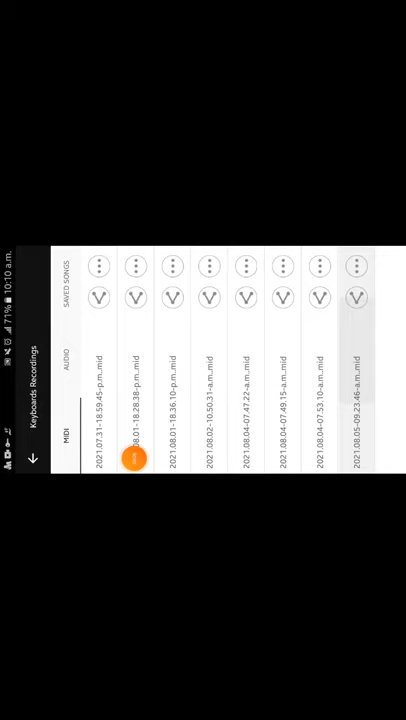 71% 10:10 a.m.
Keyboards Recordings
MIDI AUDIO SAVED SONGS
2021.07.31-18.59.45-p.m..mid
08.01-18.28.38-p.m..mid
2021.08.01-18.36.10-p.m..mid
2021.08.02-10.50.31-a.m..mid
2021.08.04-07.47.22-a.m..mid
2021.08.04-07.49.15-a.m..mid
2021.08.04-07.53.10-a.m..mid
2021.08.05-09.23.46-a.m..mid